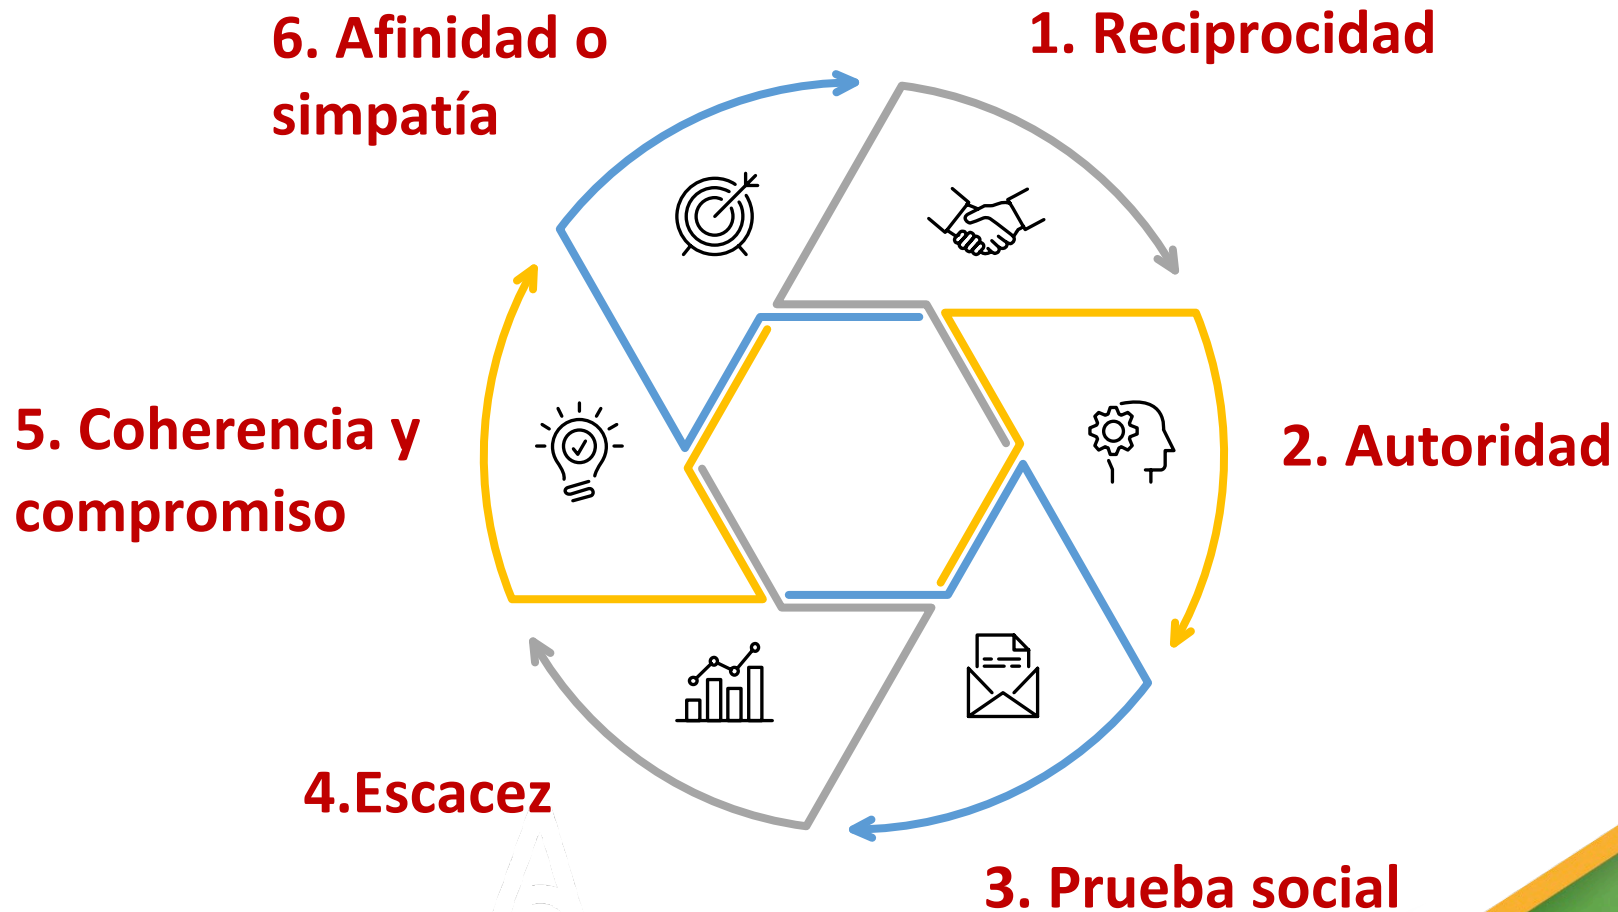 1. Reciprocidad
2. Autoridad
3. Prueba social
4.Escacez
5. Coherencia y
compromiso
6. Afinidad o
simpatía